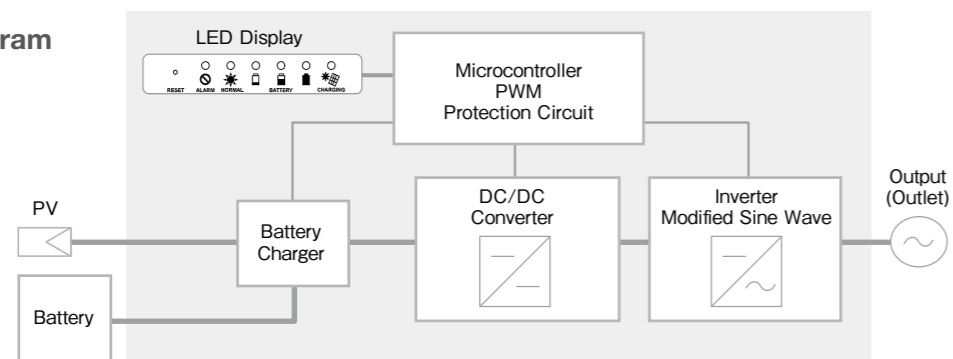 ram
LED Display
RESET ALARM NORMAL BATTERY CHARGING
Microcontroller
PWM
Protection Circuit
PV
Battery
Charger
DC/DC
Converter
Inverter
Modified Sine Wave
Output
(Outlet)
Battery